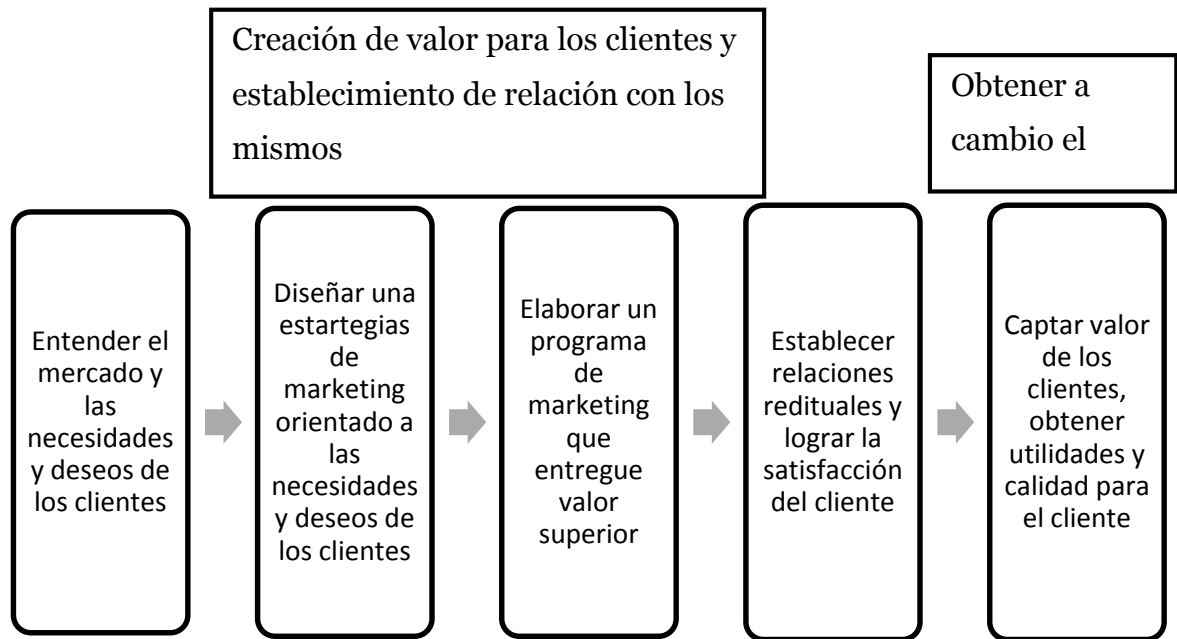 Creación de valor para los clientes y
establecimiento de relación con los
mismos
Obtener a
cambio el
Entender el
mercado y
las
necesidades
y deseos de
los clientes
Diseñar una
estartegias
de
marketing
orientado a
las
necesidades
y deseos de
los clientes
Elaborar un
programa
de
marketing
que
entregue
valor
superior
Establecer
relaciones
redituales y
lograr la
satisfacción
del cliente
Captar valor
de los
clientes,
obtener
utilidades y
calidad para
el cliente